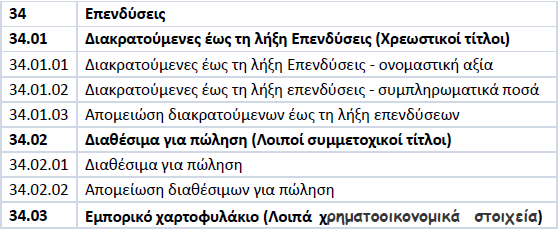 34 Επενδύσεις
34.01 Διακρατούμενες έως τη λήξη Επενδύσεις (Χρεωστικοί τίτλοι)
34.01.01 Διακρατούμενες έως τη λήξη Επενδύσεις - ονομαστική αξία
34.01.02 Διακρατούμενες έως τη λήξη επενδύσεις - συμπληρωματικά ποσά
34.01.03 Απομειώση διακρατούμενων έως τη λήξη επενδύσεων
34.02 Διαθέσιμα για πώληση (Λοιποί συμμετοχικοί τίτλοι)
34.02.01 Διαθέσιμα για πώληση
34.02.02 Απομείωση διαθέσιμων για πώληση
34.03 Εμπορικό χαρτοφυλάκιο (Λοιπά χρηματοοικονομικά στοιχεία)